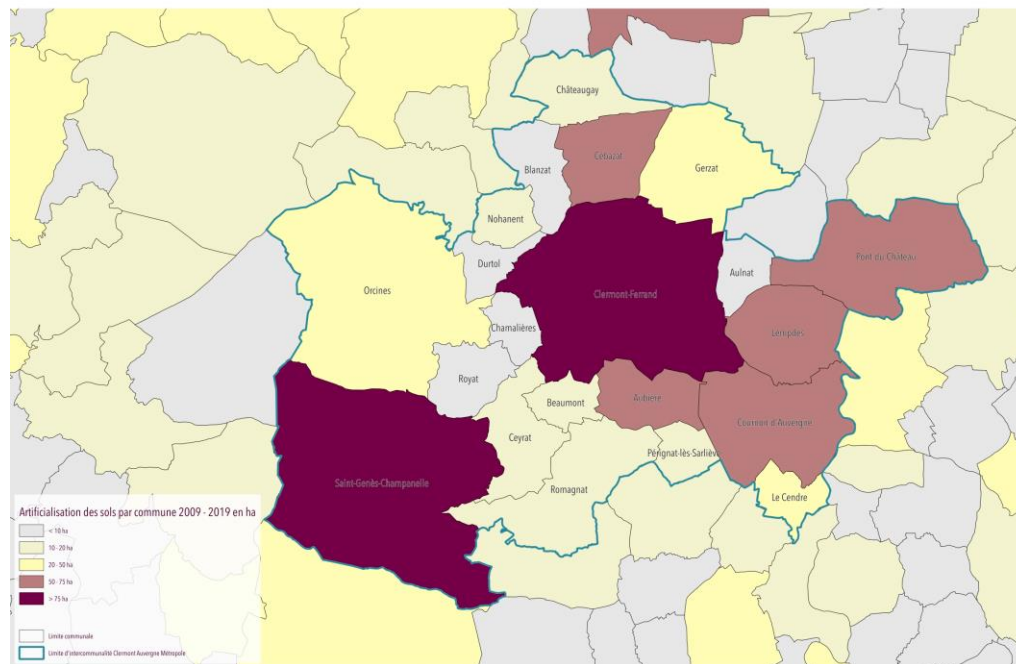 Châteaugay
Cébazat
Gerzat
Blanzat
Nohanent
Durtol
Aulnat
Pont du Château
Orcines
Clermont-Ferrand
Chamalières
Lempdes
Royat
Beaumont
Aubière
Cournon d'Auvergne
Ceyrat
Pérignat-lès-Sarliève
Saint-Genès-Champanelle
Romagnat
Le Cendre
Artificialisation des sols par commune 2009 - 2019 en ha
< 10 ha
10 - 20 ha
20 - 50 ha
50 - 75 ha
> 75 ha
Limite communale
Limite d'intercommunalité Clermont Auvergne Métropole